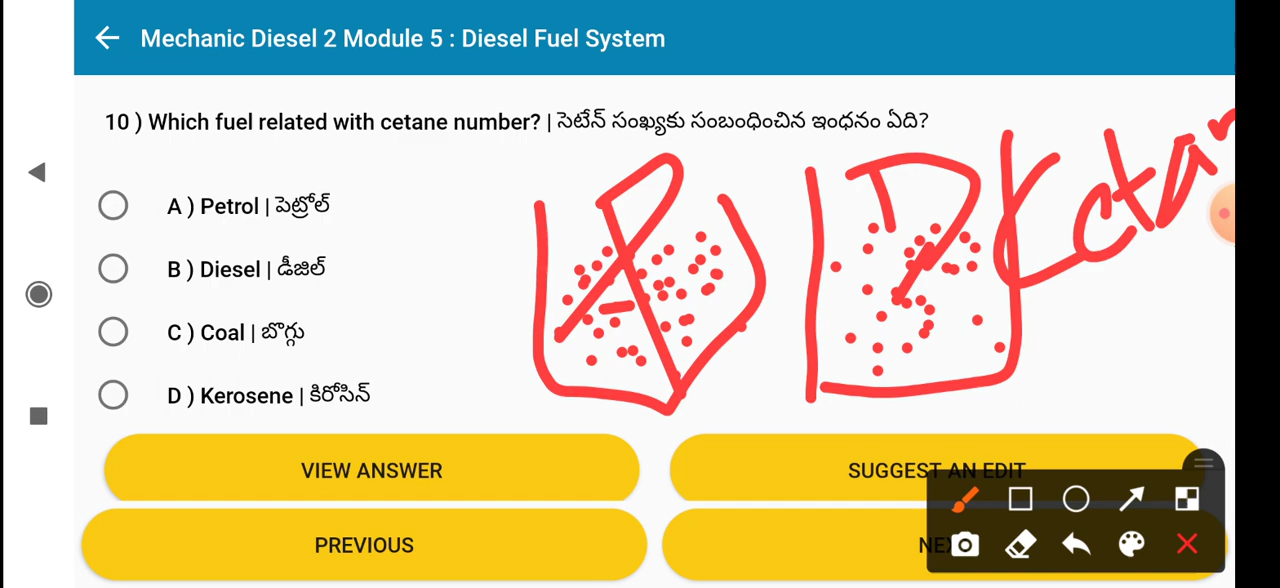 Mechanic Diesel 2 Module 5 : Diesel Fuel System
10 ) Which fuel related with cetane number? | సెటేన్ సంఖ్యకు సంబంధించిన ఇంధనం ఏది?
A ) Petrol | పెట్రోల్
B ) Diesel | డీజిల్
C ) Coal | బొగ్గు
D ) Kerosene | కిరోసిన్
VIEW ANSWER
SUGGEST AN EDIT
PREVIOUS
P
D